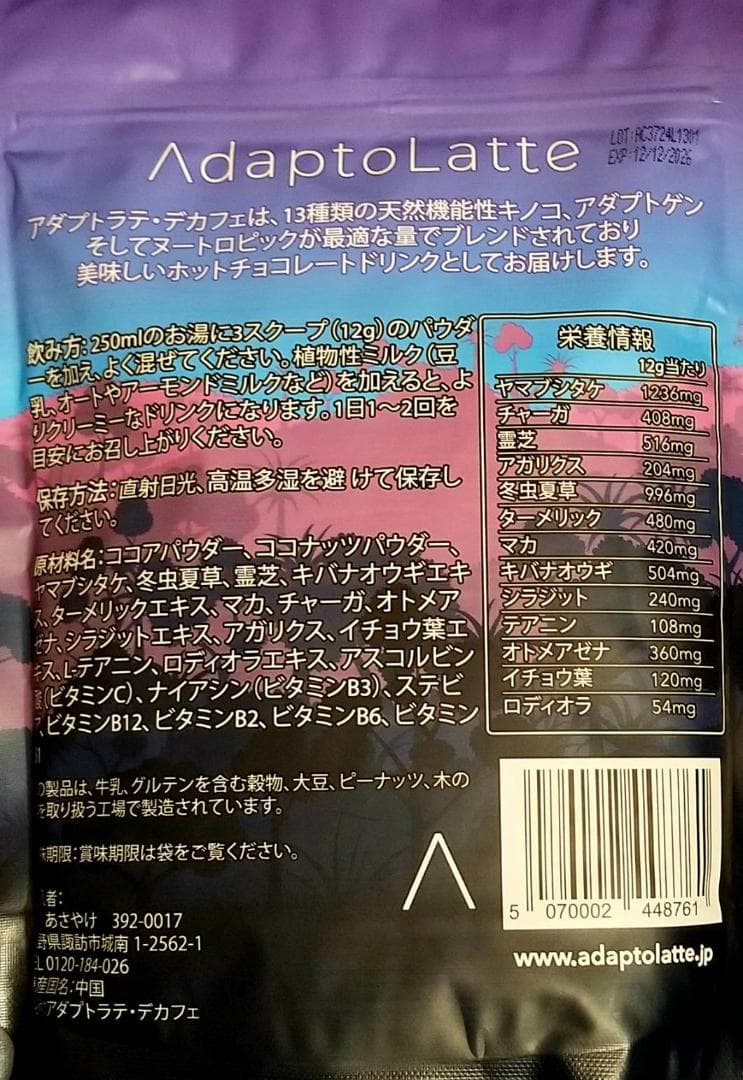 AdaptoLatte
LOT:AC3724L1301
EXP:12/12/2026
アダプトラテ・デカフェは、13種類の天然機能性キノコ、アダプトゲン
そしてヌートロピックが最適な量でブレンドされており
美味しいホットチョコレートドリンクとしてお届けします。
飲み方:250mlのお湯に3スクープ(12g)のパウダ
ーを加え、よく混ぜてください。植物性ミルク(豆
乳、オートやアーモンドミルクなど)を加えると、よ
りクリーミーなドリンクになります。1日1~2回を
目安にお召し上がりください。
保存方法:直射日光、高温多湿を避 けて保存し
てください。
原材料名:ココアパウダー、ココナッツパウダー、
ヤマブシタケ、冬虫夏草、霊芝、キバナオウギエキ
ス、ターメリックエキス、マカ、チャーガ、オトメア
ゼナ、シラジットエキス、アガリクス、イチョウ葉エ
キス、L-テアニン、ロディオラエキス、アスコルビン
酸(ビタミンC)、ナイアシン(ビタミンB3)、ステビ
、ビタミンB12、ビタミンB2、ビタミンB6、ビタミン
の製品は、牛乳、グルテンを含む穀物、大豆、ピーナッツ、木の
を取り扱う工場で製造されています。
味期限:賞味期限は袋をご覧ください。
者:
あさやけ 392-0017
野県諏訪市城南 1-2562-1
EL 0120-184-026
産国名:中国
アダプトラテ・デカフェ
栄養情報
12g当たり
ヤマブシタケ 1236mg
チャーガ 408mg
霊芝 516mg
アガリクス 204mg
冬虫夏草 996mg
ターメリック 480mg
マカ 420mg
キバナオウギ 504mg
シラジット 240mg
テアニン 108mg
オトメアゼナ 360mg
イチョウ葉 120mg
ロディオラ 54mg
5 070002 448761
www.adaptolatte.jp